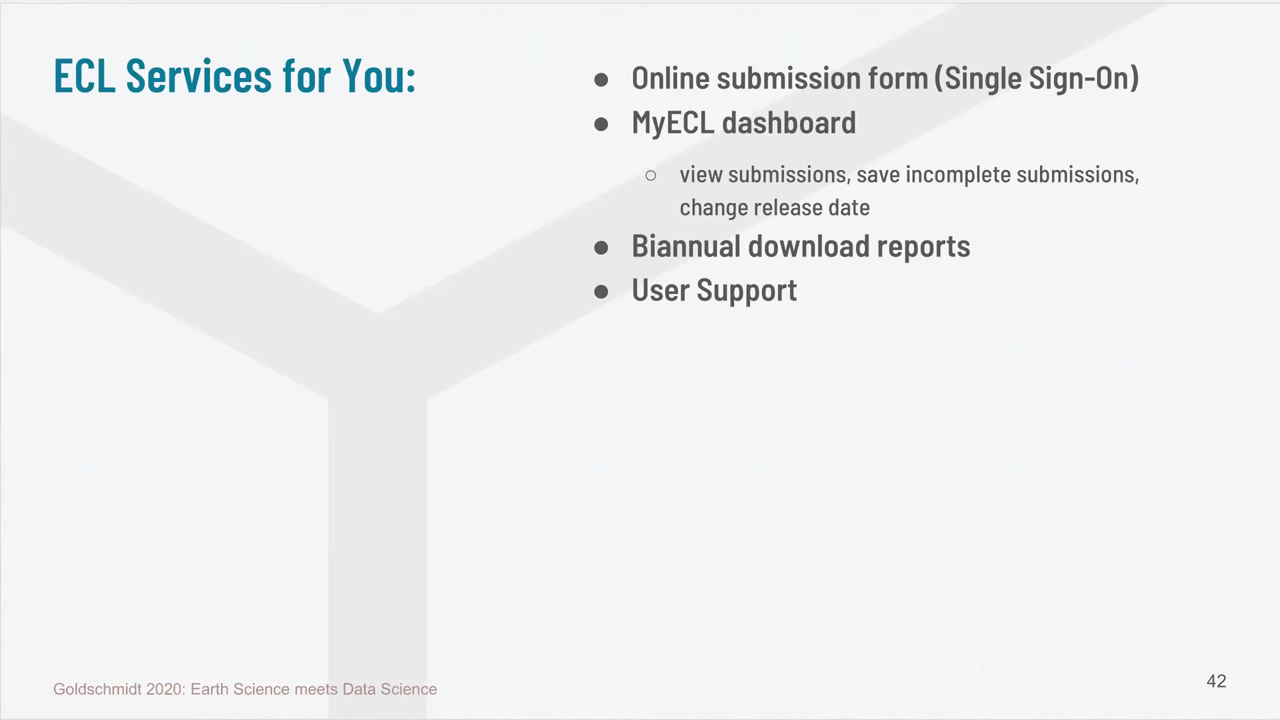 ECL Services for You:
● Online submission form (Single Sign-On)
● MyECL dashboard
○ view submissions, save incomplete submissions,
change release date
● Biannual download reports
● User Support
Goldschmidt 2020: Earth Science meets Data Science
42